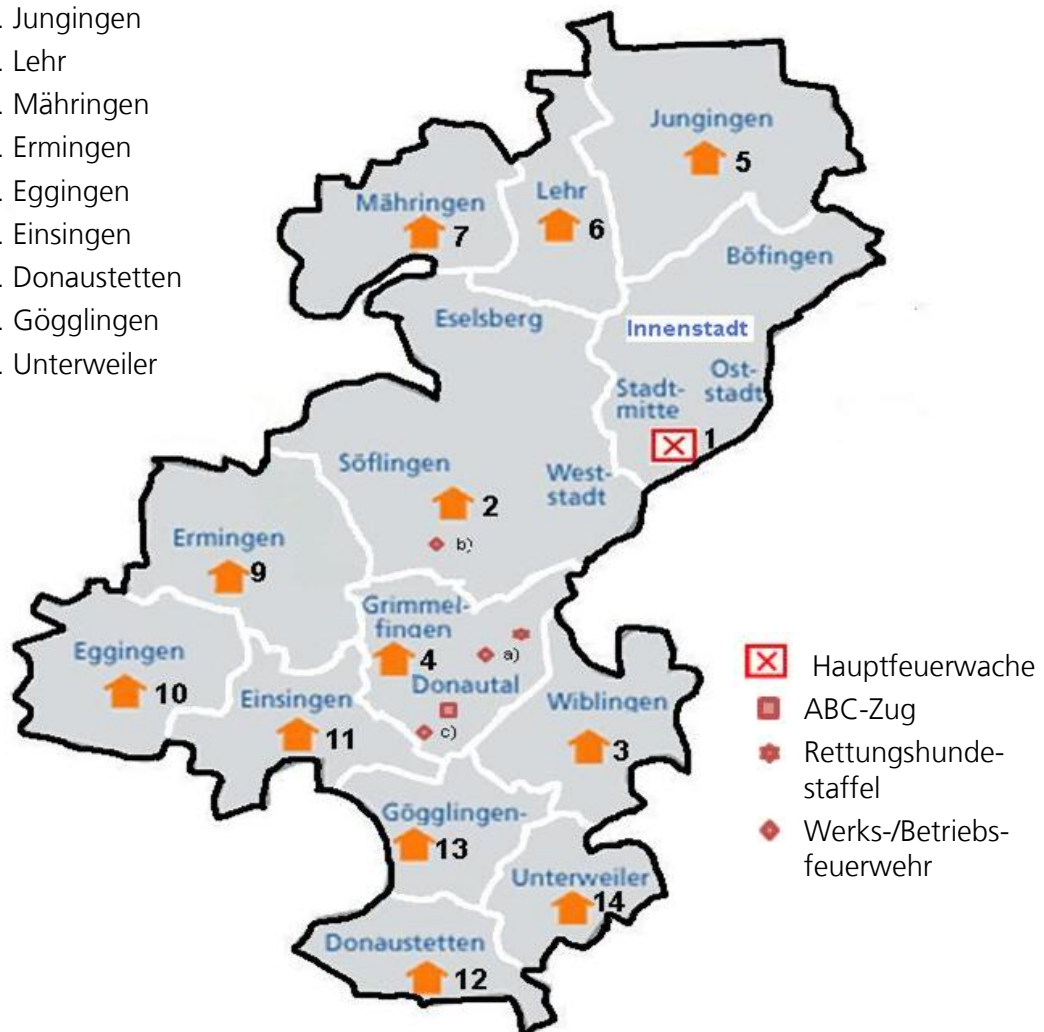 . Jungingen
. Lehr
. Mähringen
. Ermingen
. Eggingen
. Einsingen
. Donaustetten
. Gögglingen
. Unterweiler
Jungingen
5
Lehr
6
Mähringen
7
Böfingen
Eselsberg
Innenstadt
Ost-
stadt
Stadt-
mitte
1
Söflingen
2
West-
stadt
b)
Ermingen
9
Grimmel-
fingen
4
a)
Donautal
c)
Eggingen
10
Einsingen
11
Wiblingen
3
Gögglingen-
13
Unterweiler
14
Donaustetten
12
Hauptfeuerwache
ABC-Zug
Rettungshunde-
staffel
Werks-/Betriebs-
feuerwehr